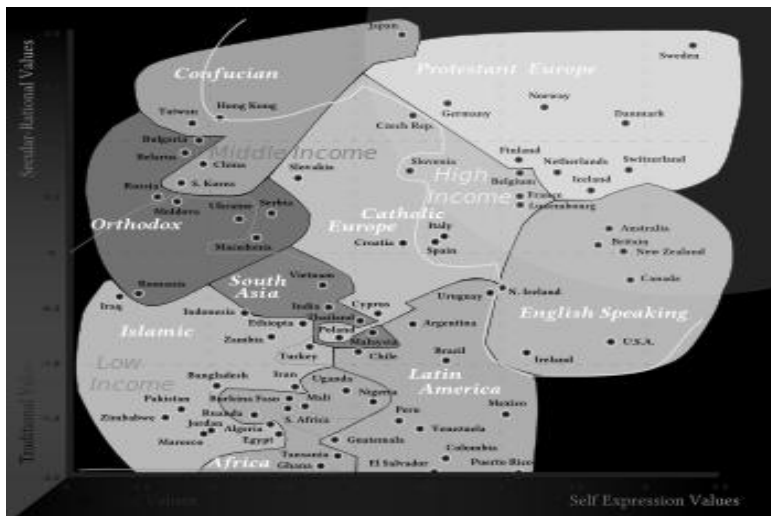 Japan
Confucian
Protestant Europe
Sweden
Taiwan
Hong Kong
Germany
Norway
Denmark
Czech Rep.
Bulgaria
Belarus
China
Middle Income
Slovakia
Slovenia
Finland
Netherlands
Switzerland
Belgium
Iceland
High
Income
France
Luxembourg
Russia
S. Korea
Moldova
Ukraine
Serbia
Orthodox
Macedonia
Catholic
Europe
Croatia
Italy
Spain
Australia
Britain
New Zealand
Canada
South
Asia
Vietnam
Romania
Iraq
Indonesia
India
Thailand
Cyprus
Uruguay
N. Ireland
English Speaking
Islamic
Ethiopia
Zambia
Poland
Malaysia
Turkey
Chile
Argentina
Brazil
Ireland
U.S.A.
Low
Income
Latin
America
Bangladesh
Iran
Uganda
Nigeria
Pakistan
Zimbabwe
Burkina Faso
Mali
Ruanda
S. Africa
Peru
Mexico
Venezuela
Jordan
Morocco
Algeria
Egypt
Guatemala
Colombia
Africa
Tanzania
Ghana
El Salvador
Puerto Rico
Secular-Rational Values
Traditional Values
Self Expression Values